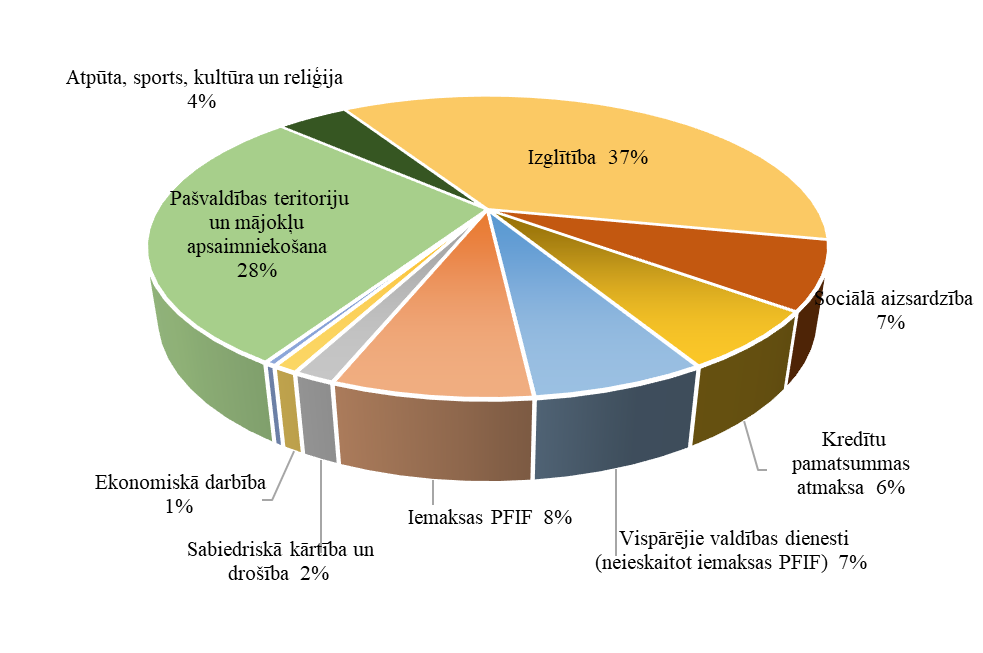 Atpūta, sports, kultūra un reliģija
4%
Izglītība 37%
Pašvaldības teritoriju
un mājokļu
apsaimniekošana
28%
Sociālā aizsardzība
7%
Kredītu
pamatsummas
atmaksa 6%
Ekonomiskā darbība
1%
Iemaksas PFIF 8%
Vispārējie valdības dienesti
(neieskaitot iemaksas PFIF) 7%
Sabiedriskā kārtība un
drošība 2%